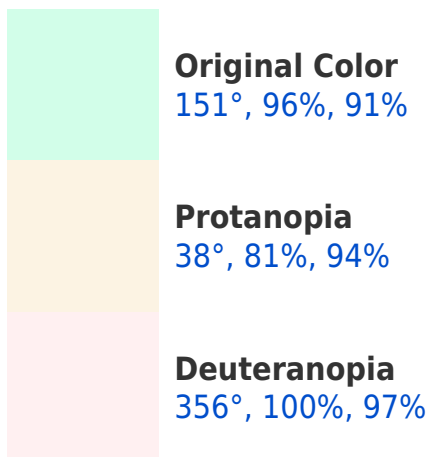 Original Color
151°, 96%, 91%
Protanopia
38°, 81%, 94%
Deuteranopia
356°, 100%, 97%